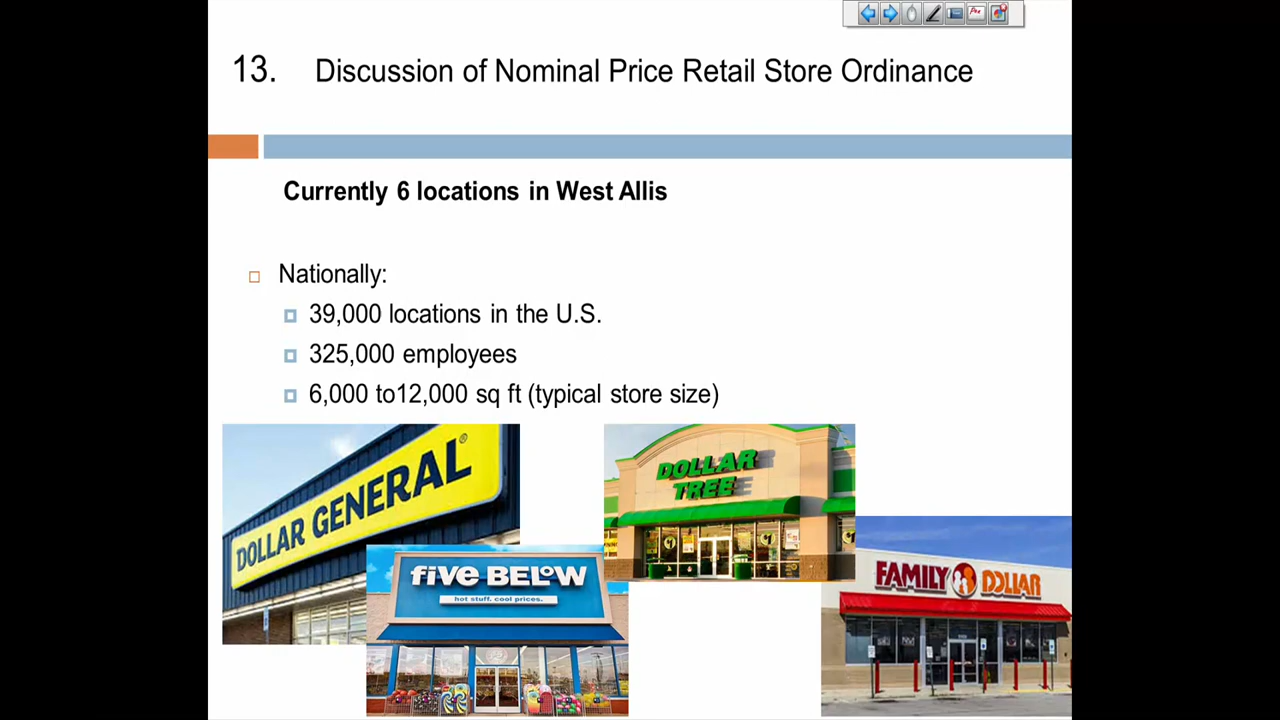 13. Discussion of Nominal Price Retail Store Ordinance
Currently 6 locations in West Allis
Nationally:
39,000 locations in the U.S.
325,000 employees
6,000 to12,000 sq ft (typical store size)
DOLLAR GENERAL®
five BELOW
hot stuff. cool prices.
DOLLAR
TREE
FAMILY DOLLAR